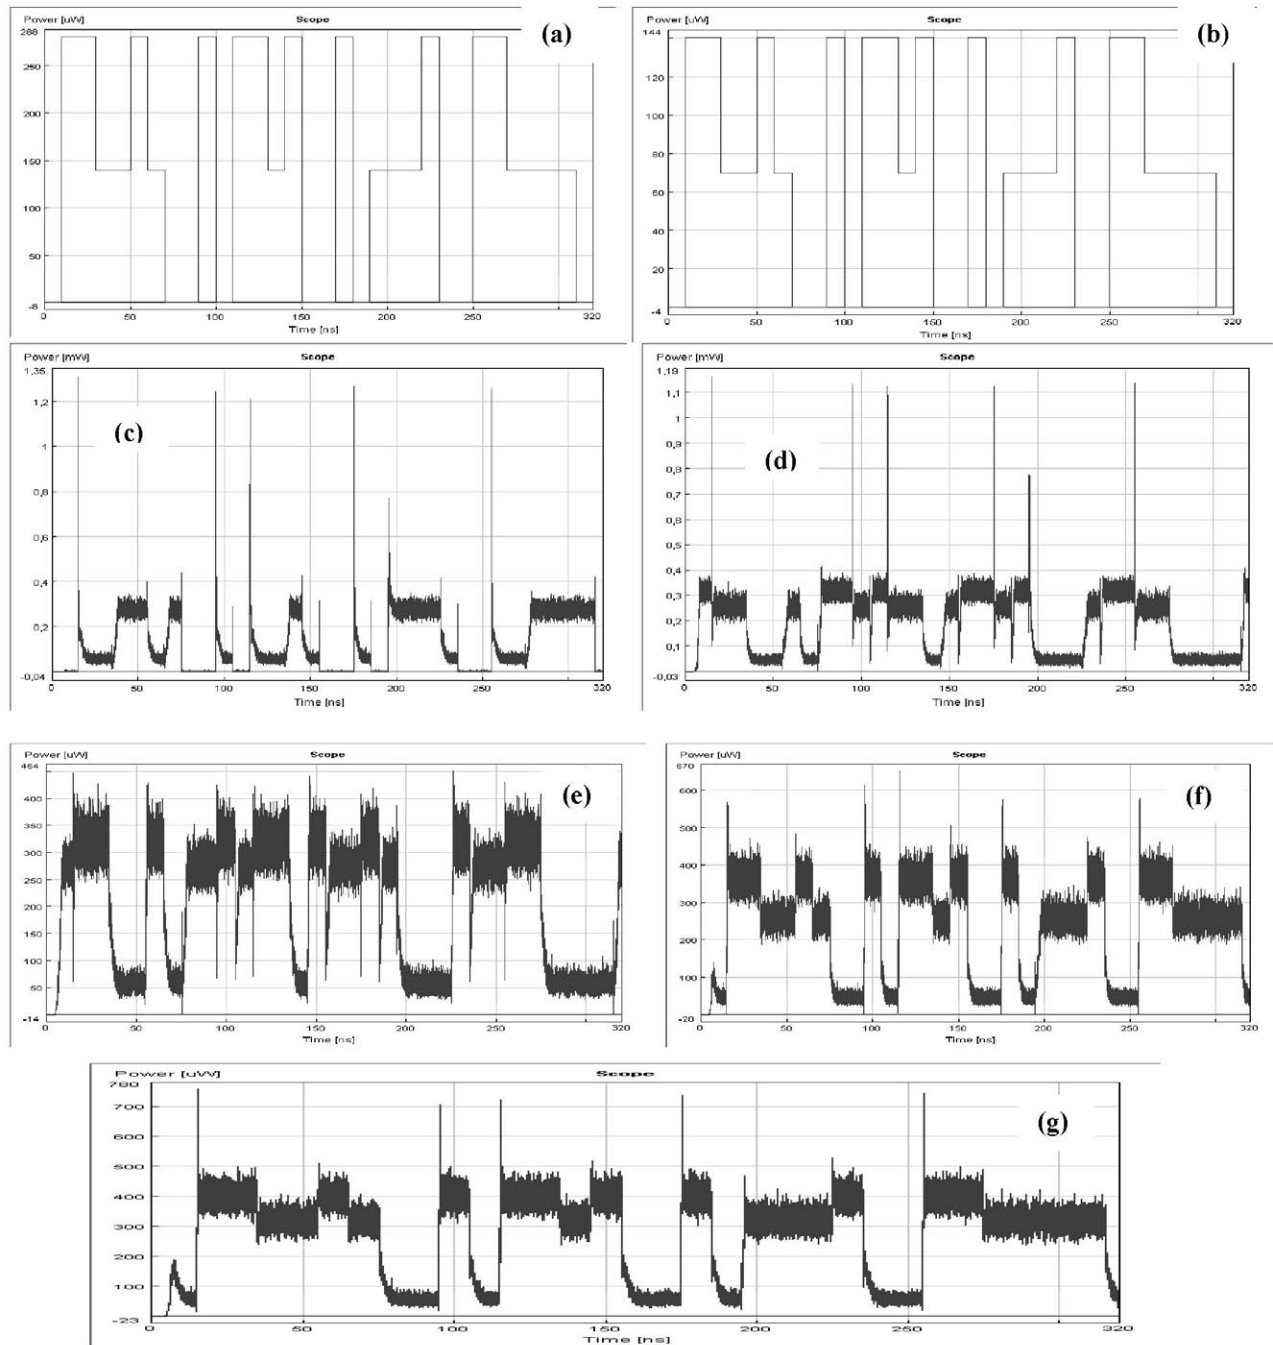 Power [uW] Scope
288 (a)
250
200
150
100
50
-8
0 50 100 150 200 250 320
Time [ns]
Power [uW] Scope
144 (b)
120
100
80
60
40
20
-4
0 50 100 150 200 250 320
Time [ns]
Power [mW] Scope
1,35
1,2
(c)
1
0,8
0,6
0,4
0,2
-0,04
0 50 100 150 200 250 320
Time [ns]
Power [mW] Scope
1,19
1,1
1
0,9
(d)
0,8
0,7
0,6
0,5
0,4
0,3
0,2
0,1
-0,03
0 50 100 150 200 250 320
Time [ns]
Power [uW] Scope
464
400 (e)
350
300
250
200
150
100
50
-14
0 50 100 150 200 250 320
Time [ns]
Power [uW] Scope
670
600 (f)
500
400
300
200
100
-20
0 50 100 150 200 250 320
Time [ns]
Power [uW] Scope
780
700
(g)
600
500
400
300
200
100
-23
0 50 100 150 200 250 320
Time [ns]